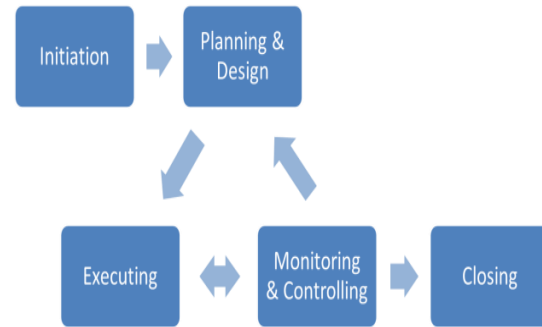 Initiation
Planning &
Design
Executing
Monitoring
& Controlling
Closing